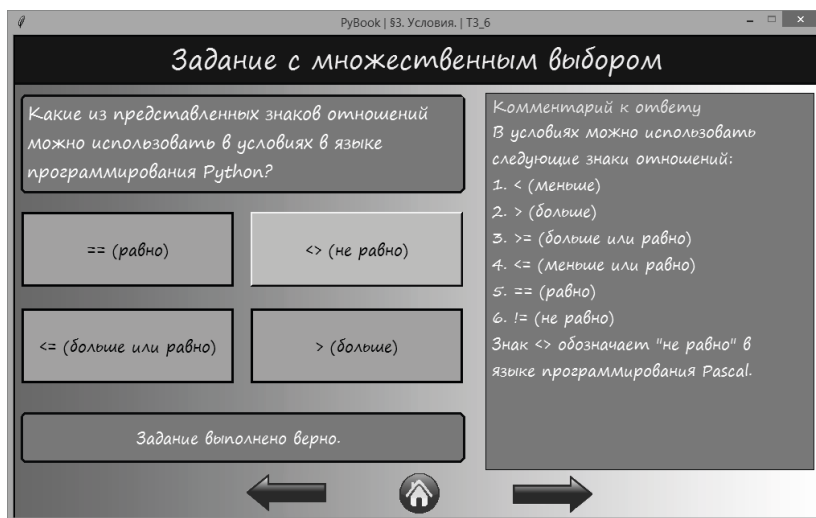 PyBook | §3. Условия. | T3_6
Задание с множественным выбором
Какие из представленных знаков отношений
можно использовать в условиях в языке
программирования Python?
== (равно)
<> (не равно)
<= (больше или равно)
> (больше)
Задание выполнено верно.
Комментарий к ответу
В условиях можно использовать
следующие знаки отношений:
1. < (меньше)
2. > (больше)
3. >= (больше или равно)
4. <= (меньше или равно)
5. == (равно)
6. != (не равно)
Знак <> обозначает "не равно" в
языке программирования Pascal.